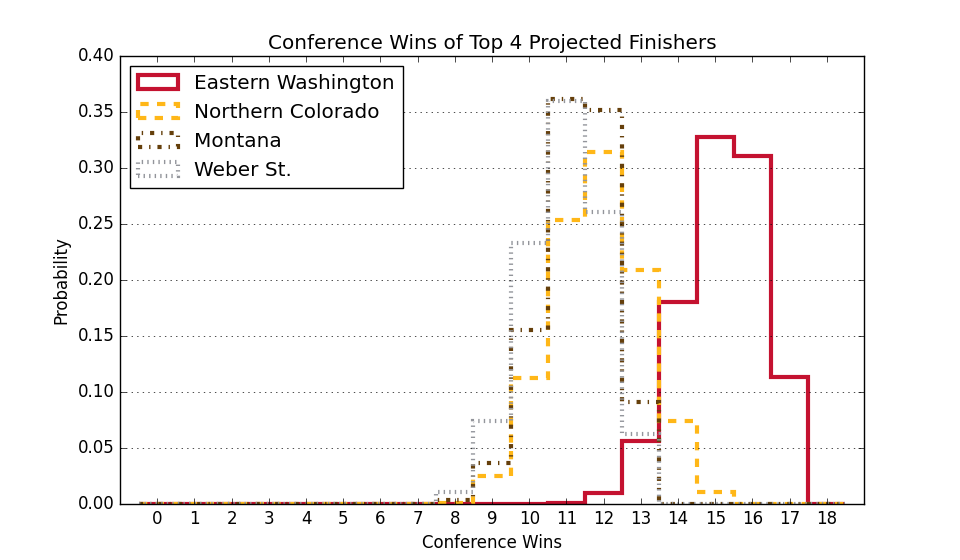 Conference Wins of Top 4 Projected Finishers
0.40
0.35
0.30
0.25
0.20
0.15
0.10
0.05
0.00
Probability
Eastern Washington
Northern Colorado
Montana
Weber St.
0 1 2 3 4 5 6 7 8 9 10 11 12 13 14 15 16 17 18
Conference Wins